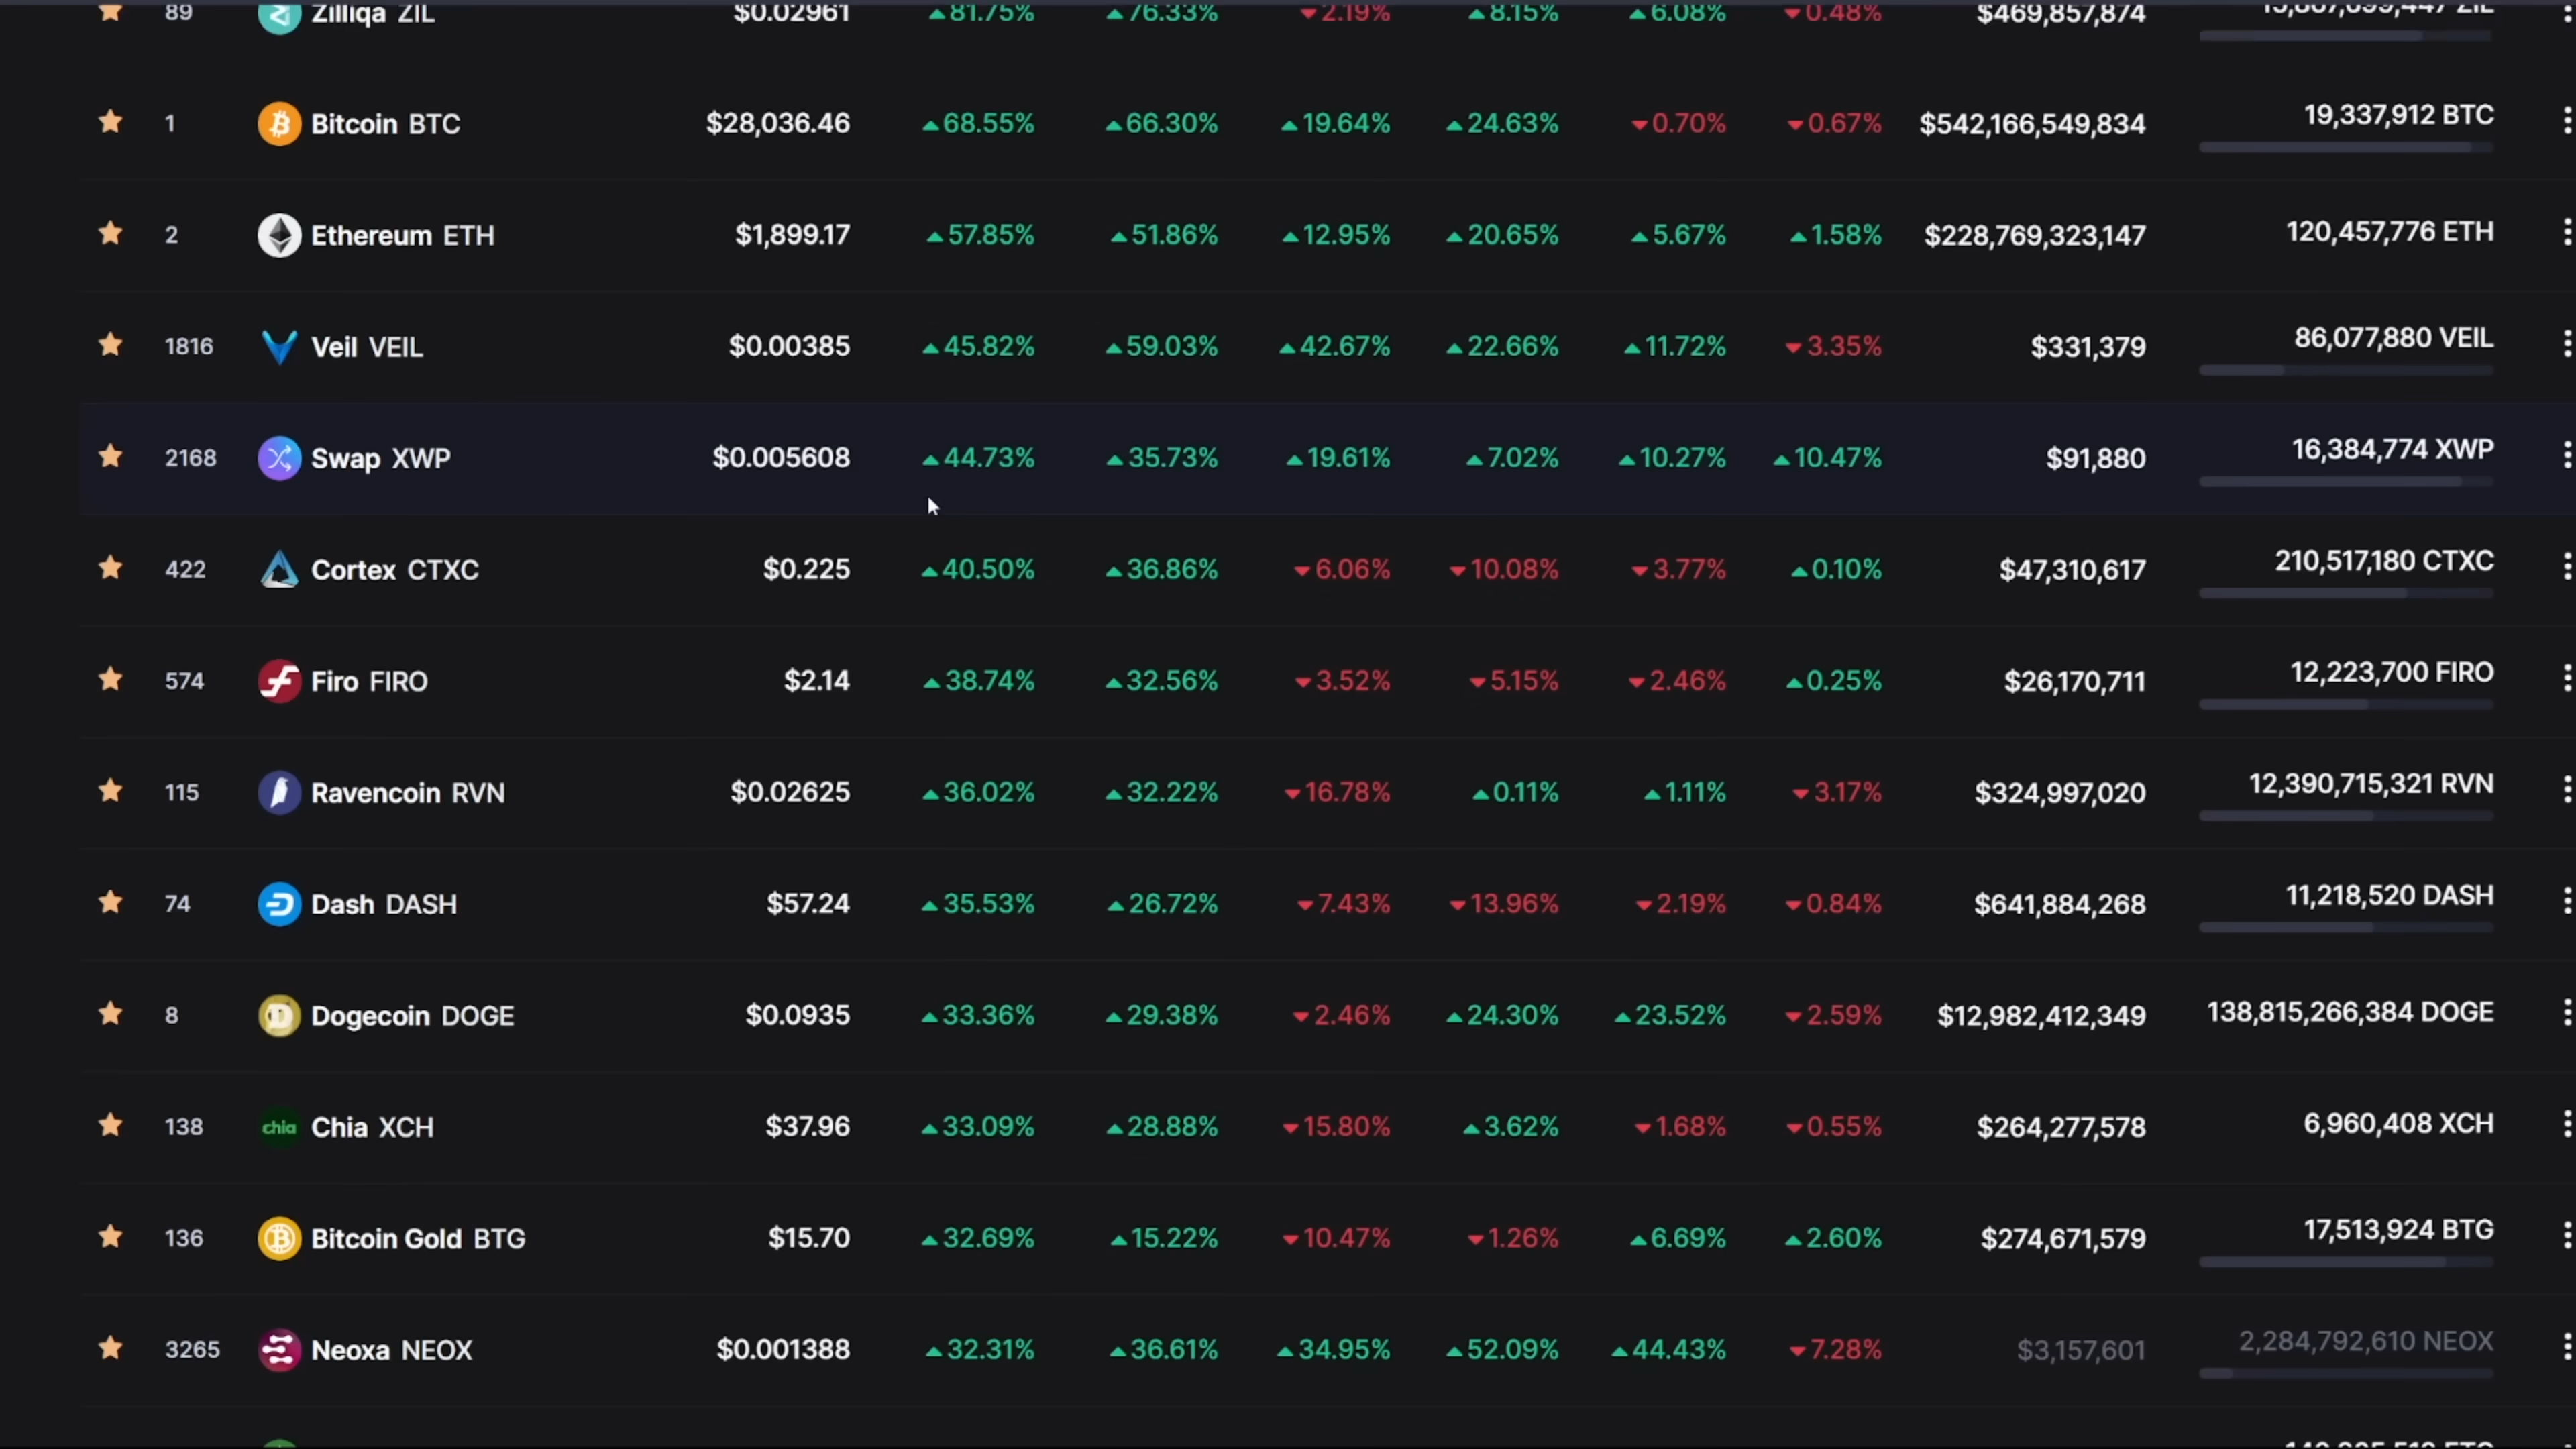 89 Zilliqa ZIL $0.02961 81.75% 76.33% 2.19% 8.15% 6.08% 0.48% $469,857,874 ZIL
1 Bitcoin BTC $28,036.46 68.55% 66.30% 19.64% 24.63% 0.70% 0.67% $542,166,549,834 19,337,912 BTC
2 Ethereum ETH $1,899.17 57.85% 51.86% 12.95% 20.65% 5.67% 1.58% $228,769,323,147 120,457,776 ETH
1816 Veil VEIL $0.00385 45.82% 59.03% 42.67% 22.66% 11.72% 3.35% $331,379 86,077,880 VEIL
2168 Swap XWP $0.005608 44.73% 35.73% 19.61% 7.02% 10.27% 10.47% $91,880 16,384,774 XWP
422 Cortex CTXC $0.225 40.50% 36.86% 6.06% 10.08% 3.77% 0.10% $47,310,617 210,517,180 CTXC
574 Firo FIRO $2.14 38.74% 32.56% 3.52% 5.15% 2.46% 0.25% $26,170,711 12,223,700 FIRO
115 Ravencoin RVN $0.02625 36.02% 32.22% 16.78% 0.11% 1.11% 3.17% $324,997,020 12,390,715,321 RVN
74 Dash DASH $57.24 35.53% 26.72% 7.43% 13.96% 2.19% 0.84% $641,884,268 11,218,520 DASH
8 Dogecoin DOGE $0.0935 33.36% 29.38% 2.46% 24.30% 23.52% 2.59% $12,982,412,349 138,815,266,384 DOGE
138 chia Chia XCH $37.96 33.09% 28.88% 15.80% 3.62% 1.68% 0.55% $264,277,578 6,960,408 XCH
136 Bitcoin Gold BTG $15.70 32.69% 15.22% 10.47% 1.26% 6.69% 2.60% $274,671,579 17,513,924 BTG
3265 Neoxa NEOX $0.001388 32.31% 36.61% 34.95% 52.09% 44.43% 7.28% $3,157,601 2,284,792,610 NEOX